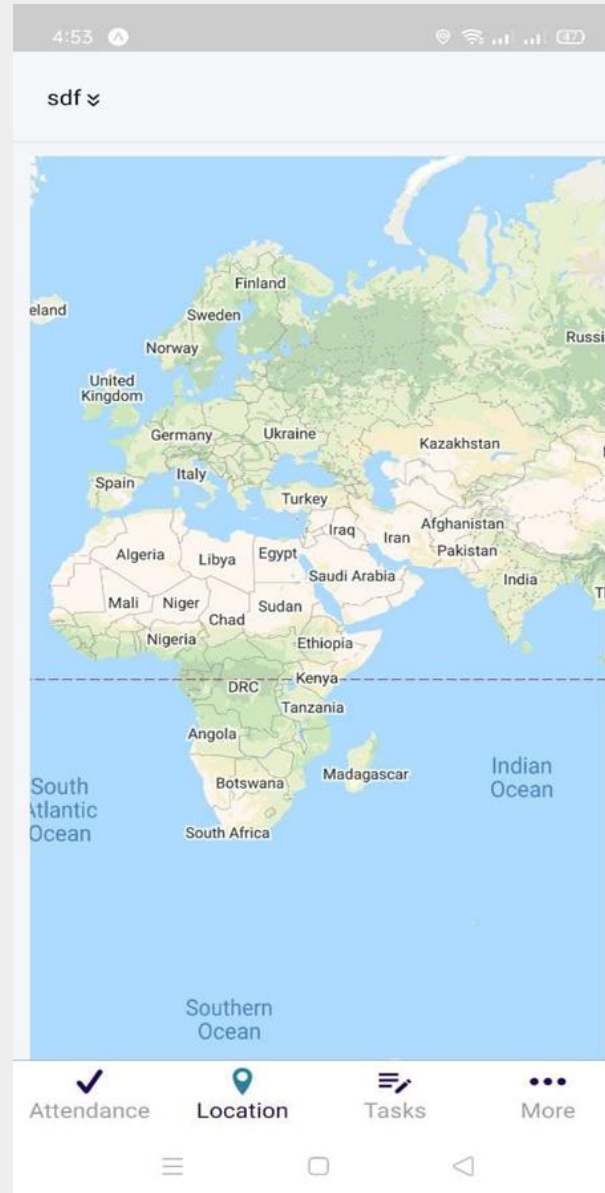 4:53 47
sdf
Finland
eland
Sweden
Russi
Norway
United
Kingdom
Germany Ukraine
Kazakhstan
Spain Italy
Turkey
Iraq Iran Afghanistan
Algeria Libya Egypt Pakistan
Saudi Arabia India
Mali Niger Chad Sudan
Nigeria Ethiopia
DRC Kenya
Tanzania
Angola
Botswana Madagascar
Indian
Ocean
South
Atlantic
Ocean
South Africa
Southern
Ocean
Attendance Location Tasks More